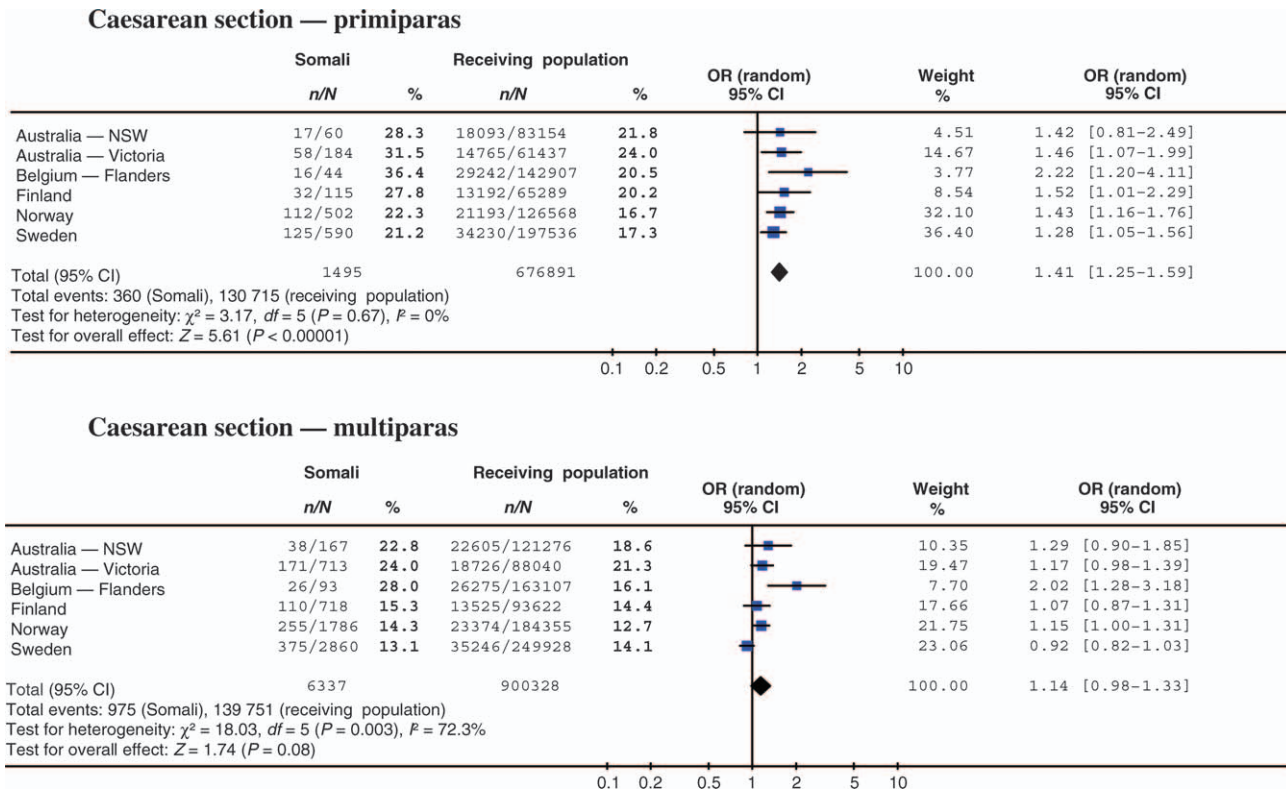 Caesarean section — primiparas
Somali Receiving population
OR (random) Weight OR (random)
n/N % n/N % 95% CI % 95% CI
Australia — NSW 17/60 28.3 18093/83154 21.8 4.51 1.42 [0.81-2.49]
Australia — Victoria 58/184 31.5 14765/61437 24.0 14.67 1.46 [1.07-1.99]
Belgium — Flanders 16/44 36.4 29242/142907 20.5 3.77 2.22 [1.20-4.11]
Finland 32/115 27.8 13192/65289 20.2 8.54 1.52 [1.01-2.29]
Norway 112/502 22.3 21193/126568 16.7 32.10 1.43 [1.16-1.76]
Sweden 125/590 21.2 34230/197536 17.3 36.40 1.28 [1.05-1.56]
Total (95% CI) 1495 676891 100.00 1.41 [1.25-1.59]
Total events: 360 (Somali), 130 715 (receiving population)
Test for heterogeneity: χ² = 3.17, df = 5 (P = 0.67), I² = 0%
Test for overall effect: Z = 5.61 (P < 0.00001)
0.1 0.2 0.5 1 2 5 10
Caesarean section — multiparas
Somali Receiving population
OR (random) Weight OR (random)
n/N % n/N % 95% CI % 95% CI
Australia — NSW 38/167 22.8 22605/121276 18.6 10.35 1.29 [0.90-1.85]
Australia — Victoria 171/713 24.0 18726/88040 21.3 19.47 1.17 [0.98-1.39]
Belgium — Flanders 26/93 28.0 26275/163107 16.1 7.70 2.02 [1.28-3.18]
Finland 110/718 15.3 13525/93622 14.4 17.66 1.07 [0.87-1.31]
Norway 255/1786 14.3 23374/184355 12.7 21.75 1.15 [1.00-1.31]
Sweden 375/2860 13.1 35246/249928 14.1 23.06 0.92 [0.82-1.03]
Total (95% CI) 6337 900328 100.00 1.14 [0.98-1.33]
Total events: 975 (Somali), 139 751 (receiving population)
Test for heterogeneity: χ² = 18.03, df = 5 (P = 0.003), I² = 72.3%
Test for overall effect: Z = 1.74 (P = 0.08)
0.1 0.2 0.5 1 2 5 10